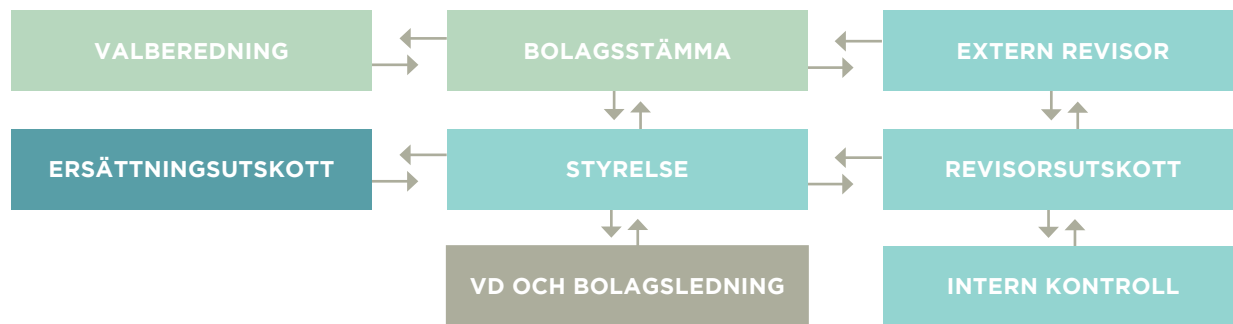 VALBEREDNING
BOLAGSSTÄMMA
EXTERN REVISOR
ERSÄTTNINGSUTSKOTT
STYRELSE
REVISORSUTSKOTT
VD OCH BOLAGSLEDNING
INTERN KONTROLL